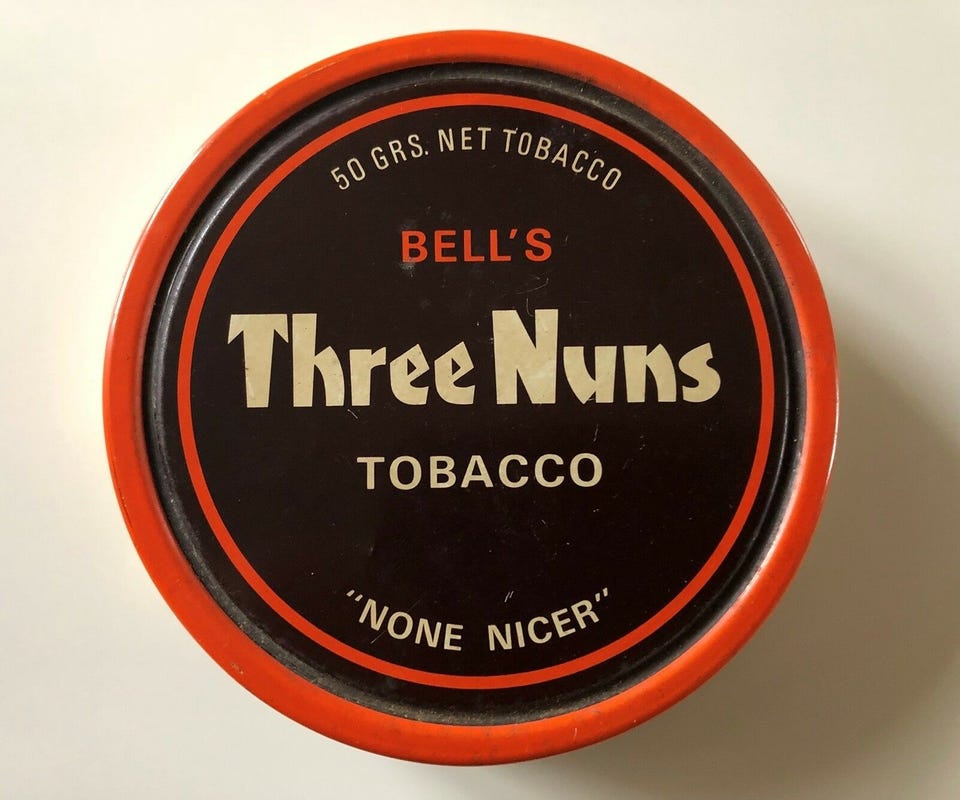 50 GRS. NET TOBACCO
BELL'S
Three Nuns
TOBACCO
"NONE NICER"